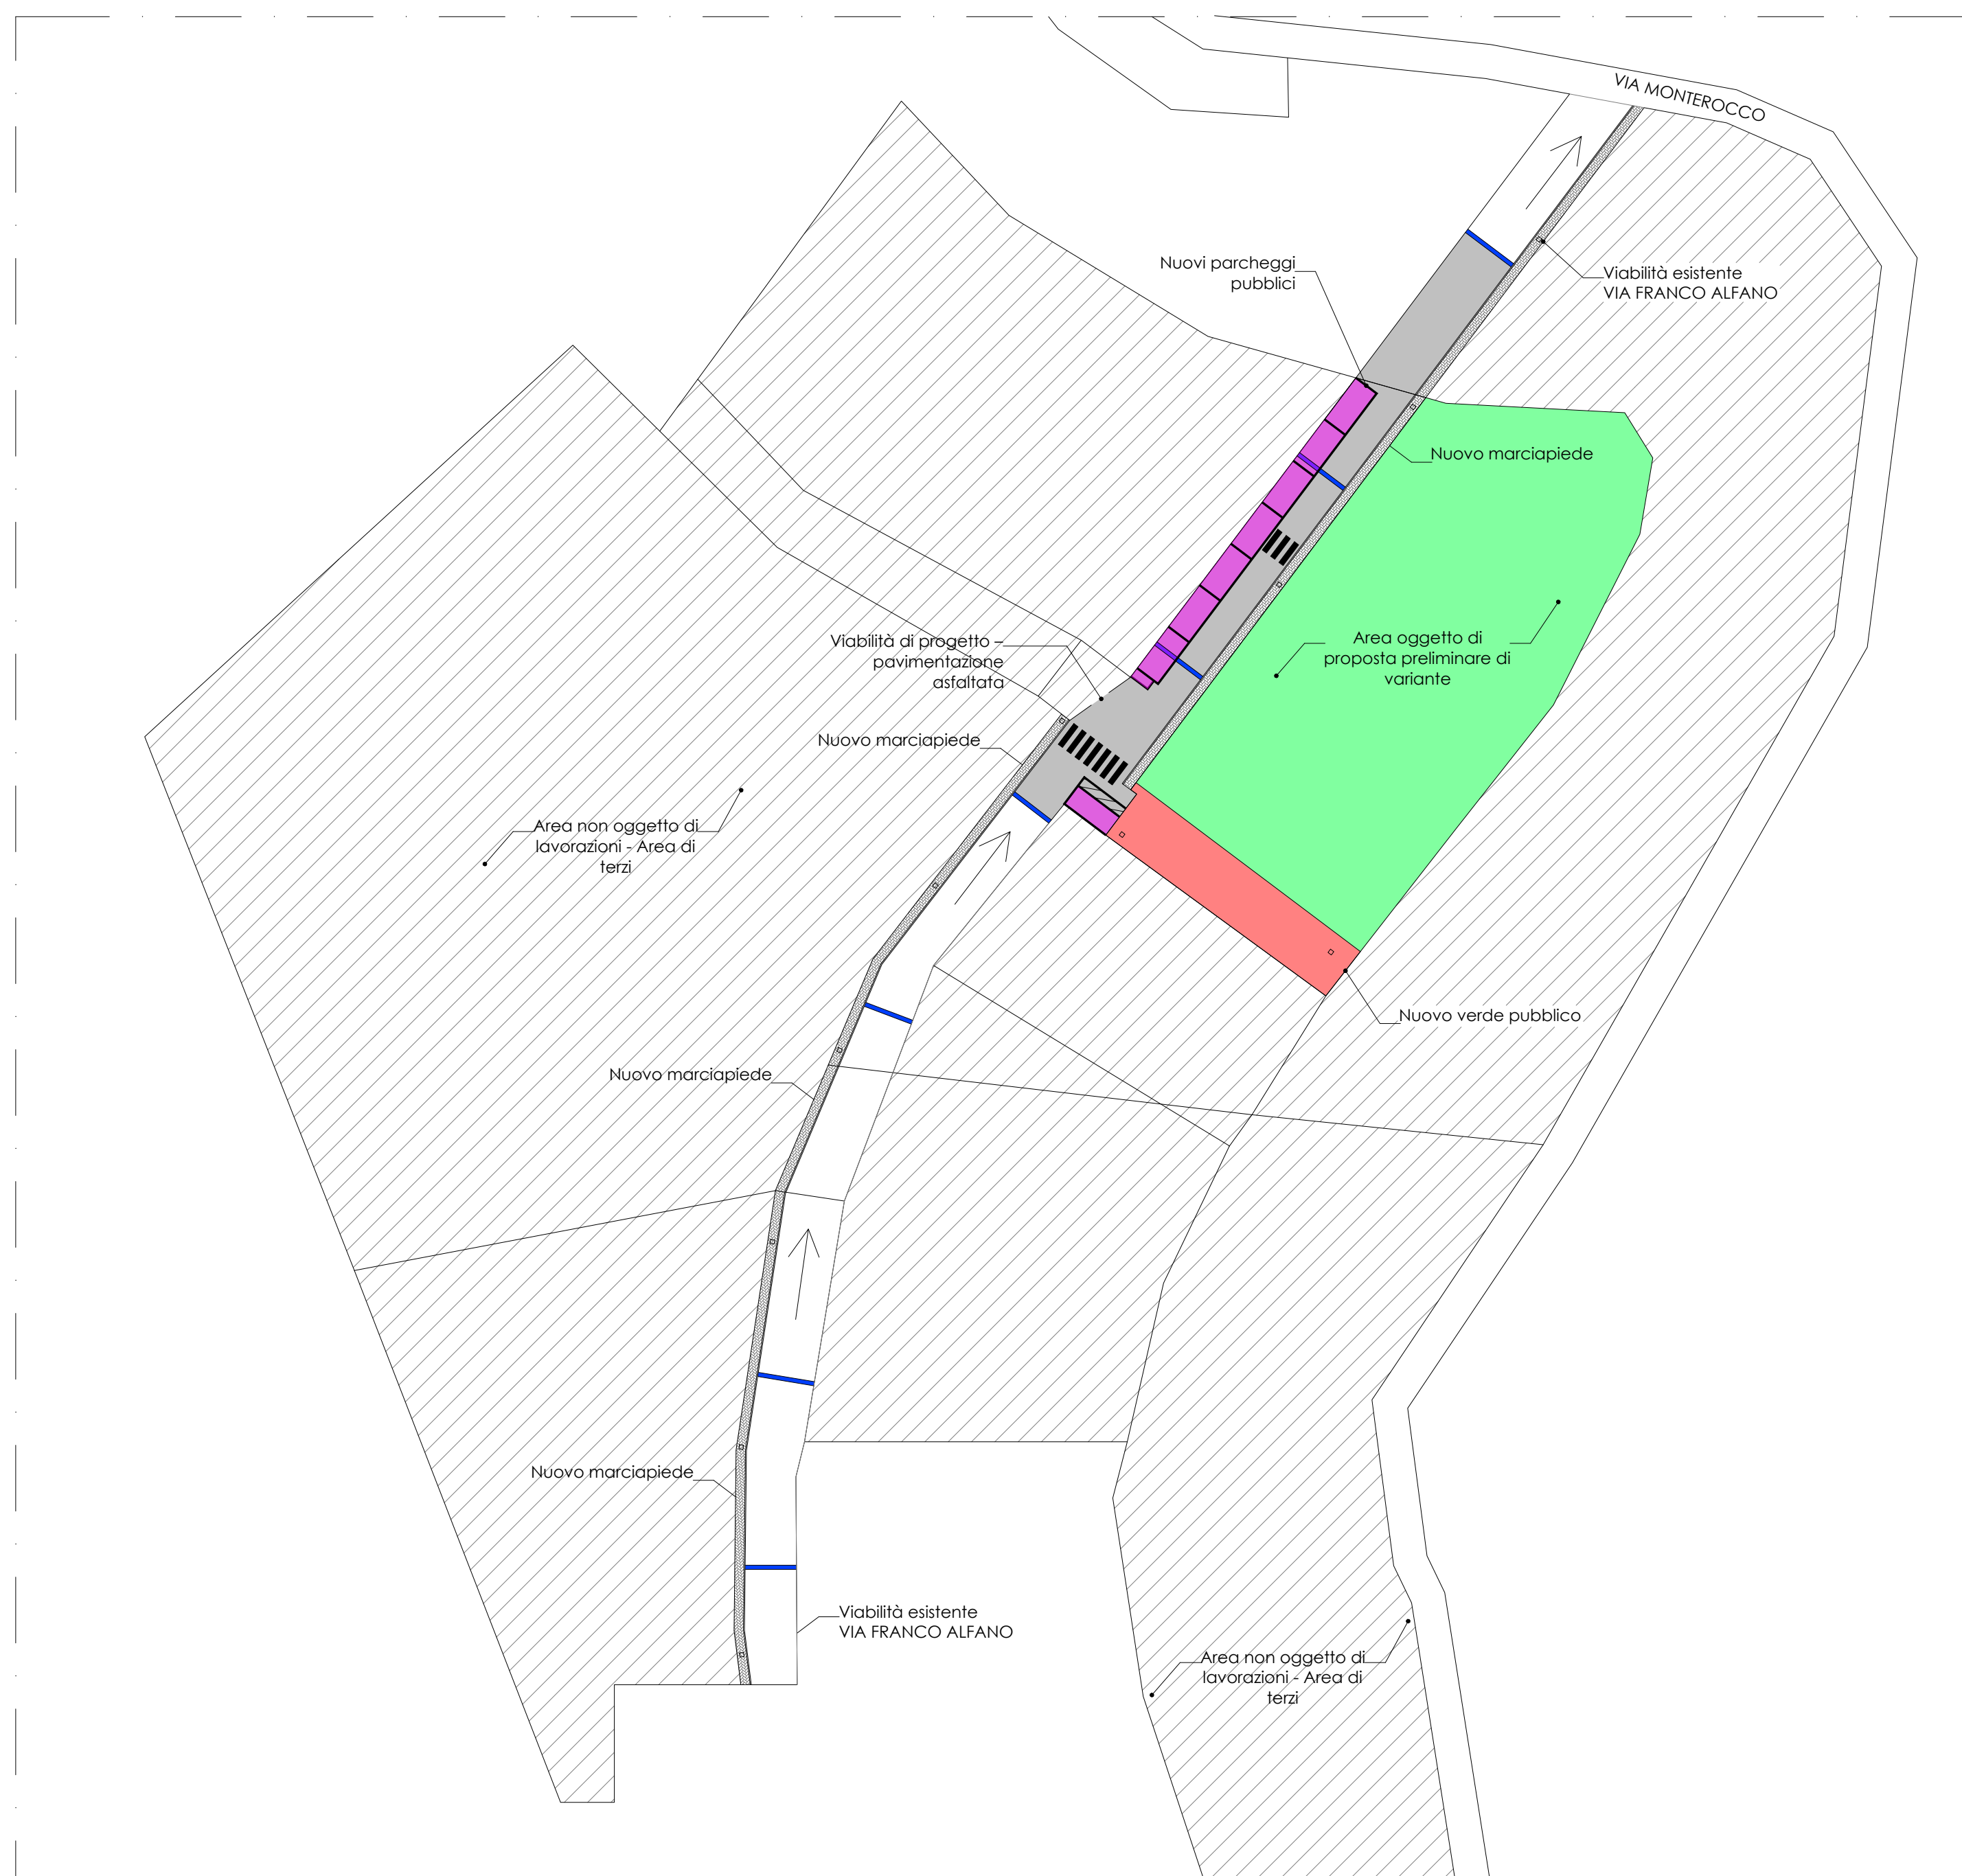 VIA MONTEROCCO
Nuovi parcheggi
pubblici
Viabilità esistente
VIA FRANCO ALFANO
Nuovo marciapiede
Viabilità di progetto –
pavimentazione
asfaltata
Area oggetto di
proposta preliminare di
variante
Nuovo marciapiede
Area non oggetto di
lavorazioni - Area di
terzi
Nuovo verde pubblico
Nuovo marciapiede
Nuovo marciapiede
Viabilità esistente
VIA FRANCO ALFANO
Area non oggetto di
lavorazioni - Area di
terzi